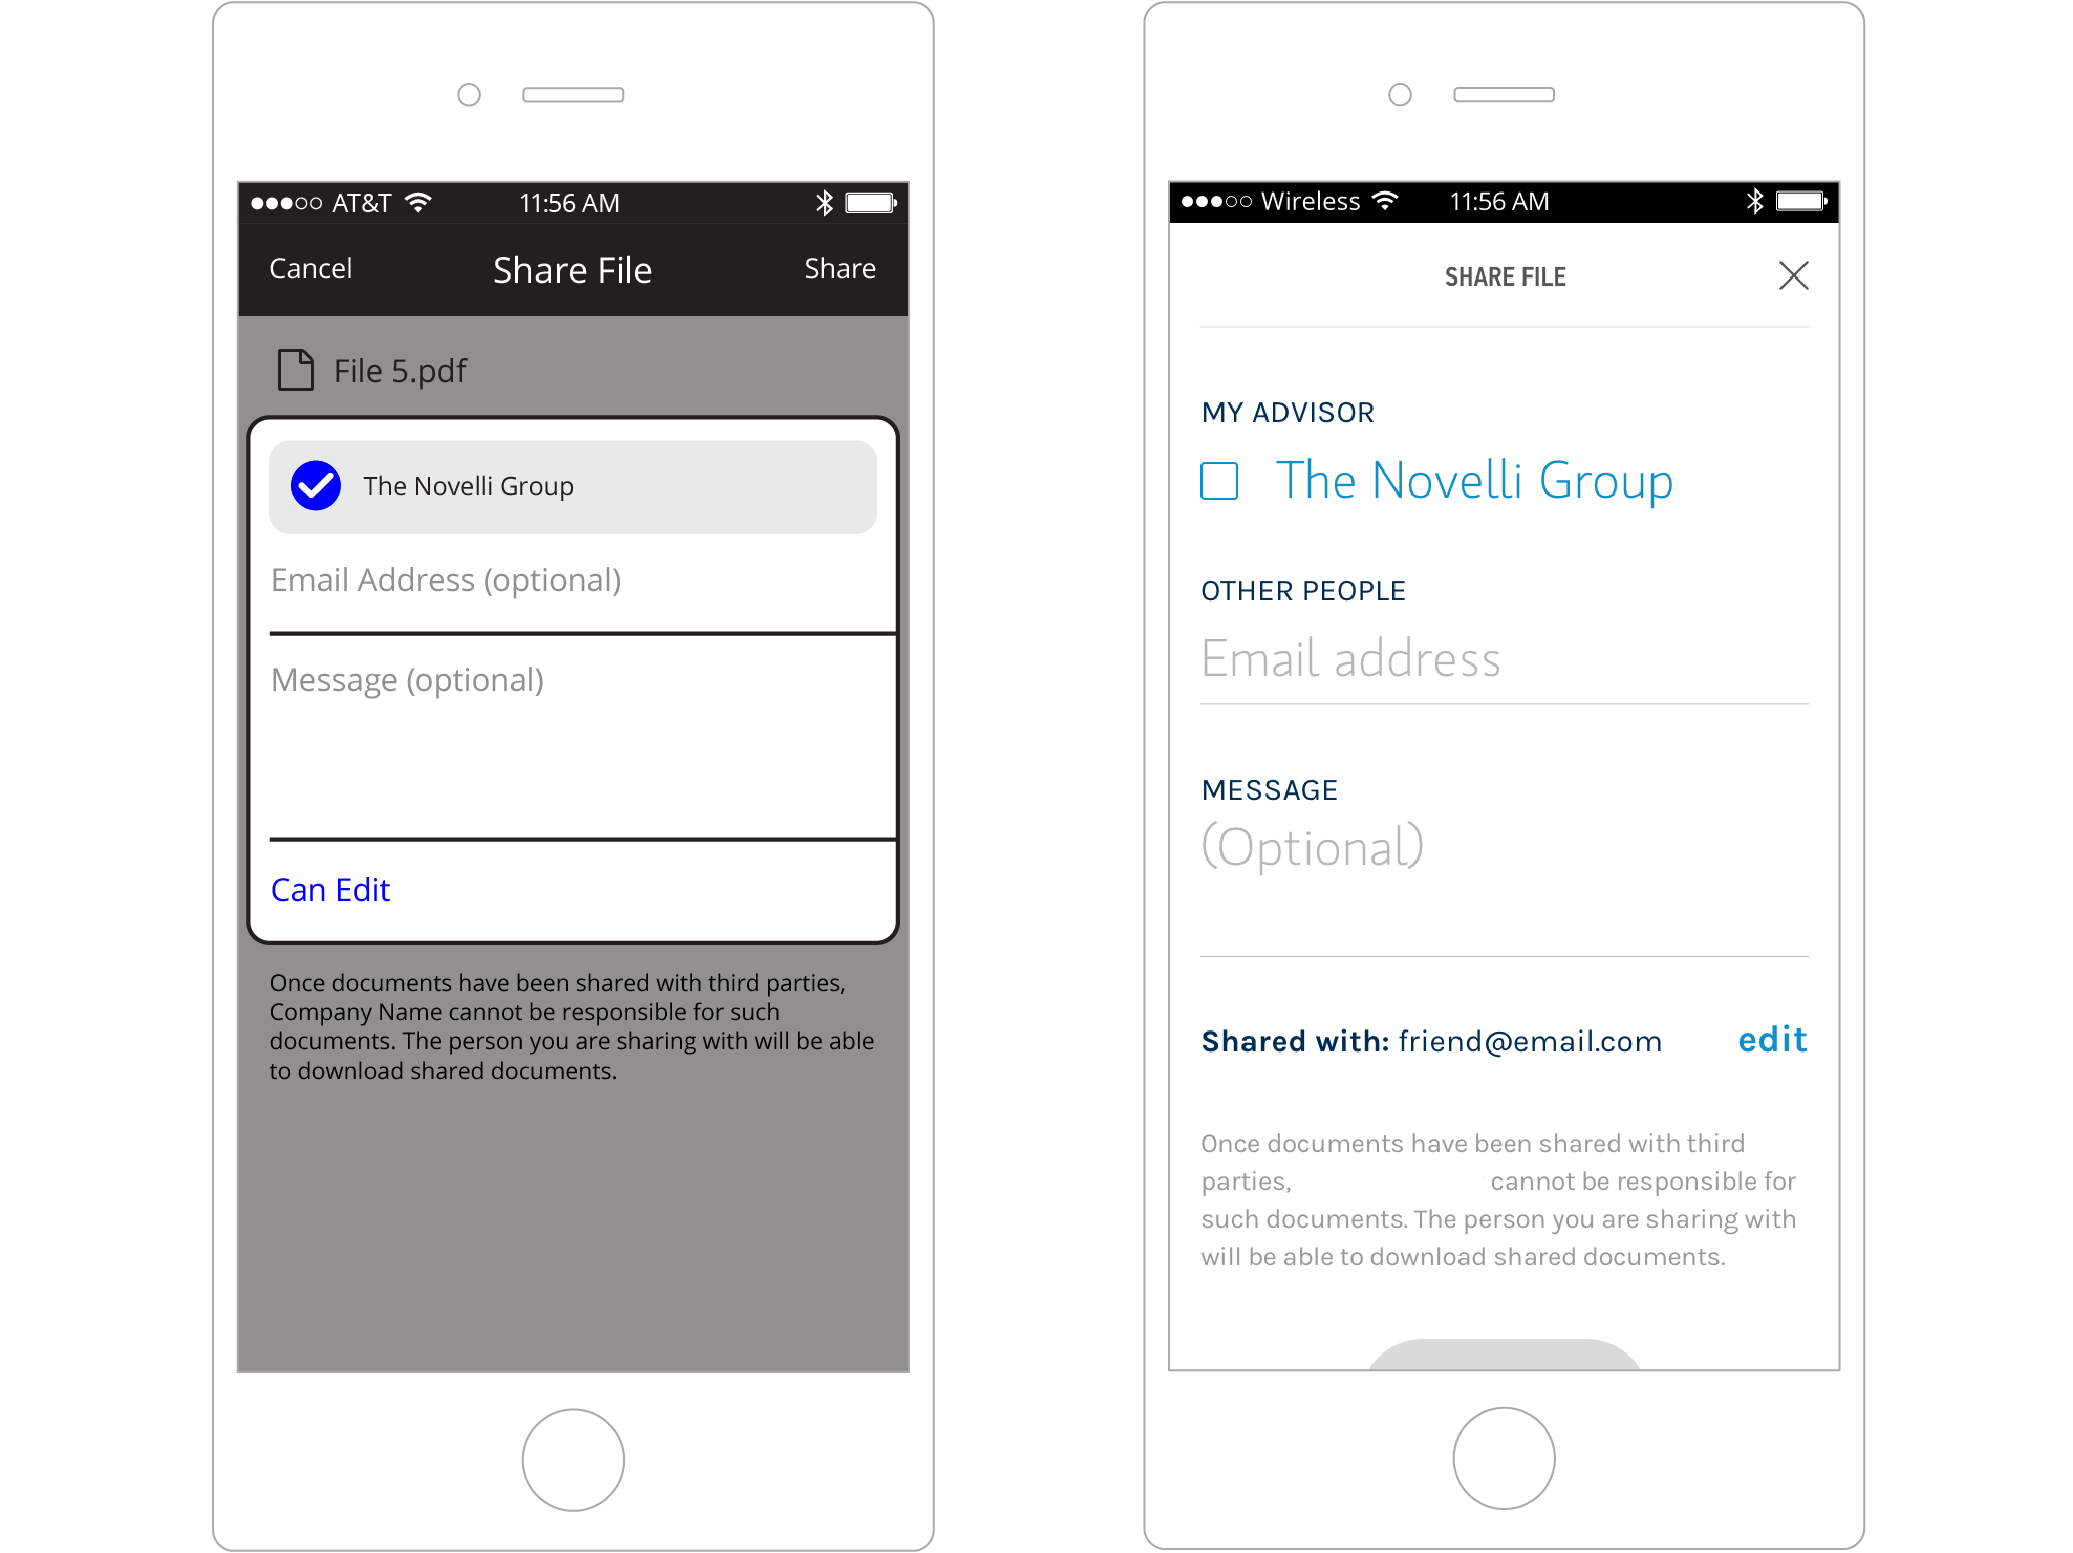 AT&T 11:56 AM
Cancel Share File Share
File 5.pdf
The Novelli Group
Email Address (optional)
Message (optional)
Can Edit
Once documents have been shared with third parties,
Company Name cannot be responsible for such
documents. The person you are sharing with will be able
to download shared documents.
Wireless 11:56 AM
SHARE FILE
MY ADVISOR
The Novelli Group
OTHER PEOPLE
Email address
MESSAGE
(Optional)
Shared with: friend@email.com edit
Once documents have been shared with third
parties, cannot be responsible for
such documents. The person you are sharing with
will be able to download shared documents.